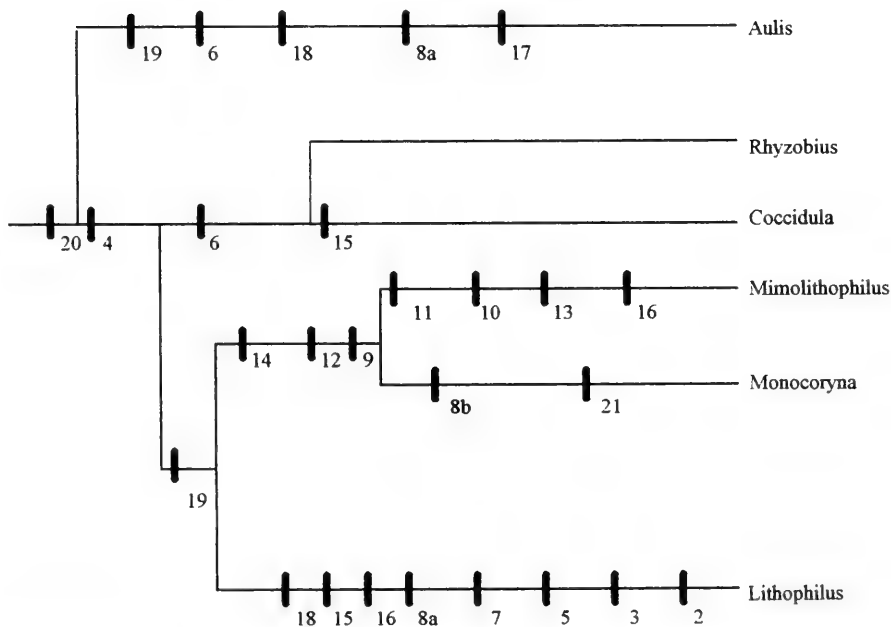 Aulis
19 6 18 8a 17
Rhyzobius
Coccidula
20 4 6 15
Mimolithophilus
11 10 13 16
14 12 9
Monocoryna
8b 21
19
Lithophilus
18 15 16 8a 7 5 3 2